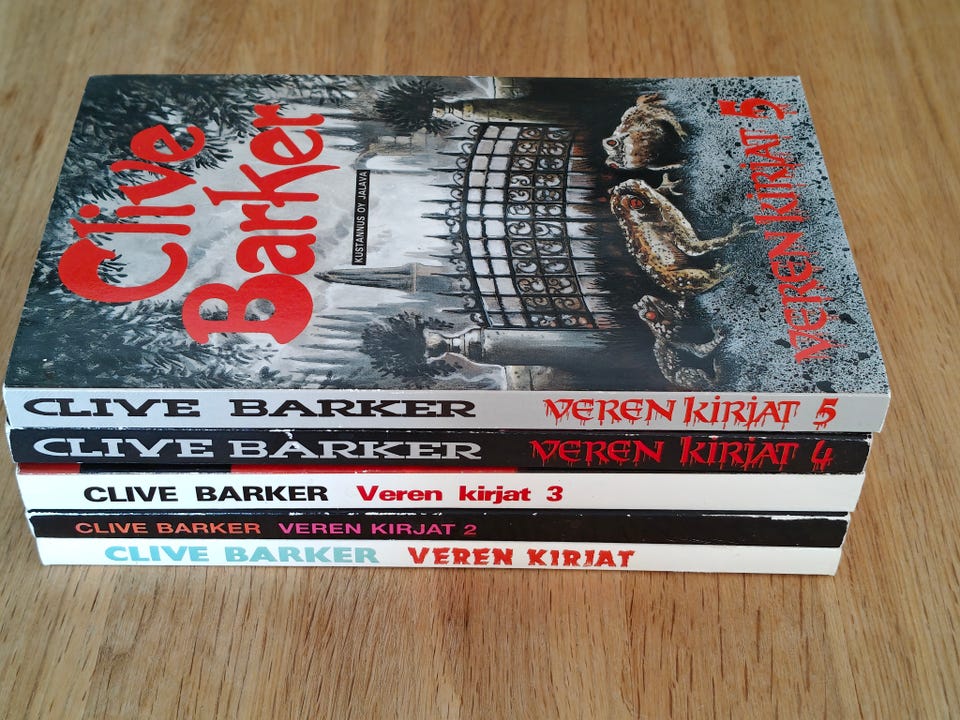 Clive
Barker
KUSTANNUS OY JALAVA
VEREN KIRJAT 5
CLIVE BARKER VEREN KIRJAT 5
CLIVE BARKER VEREN KIRJAT 4
CLIVE BARKER Veren kirjat 3
CLIVE BARKER VEREN KIRJAT 2
CLIVE BARKER VEREN KIRJAT